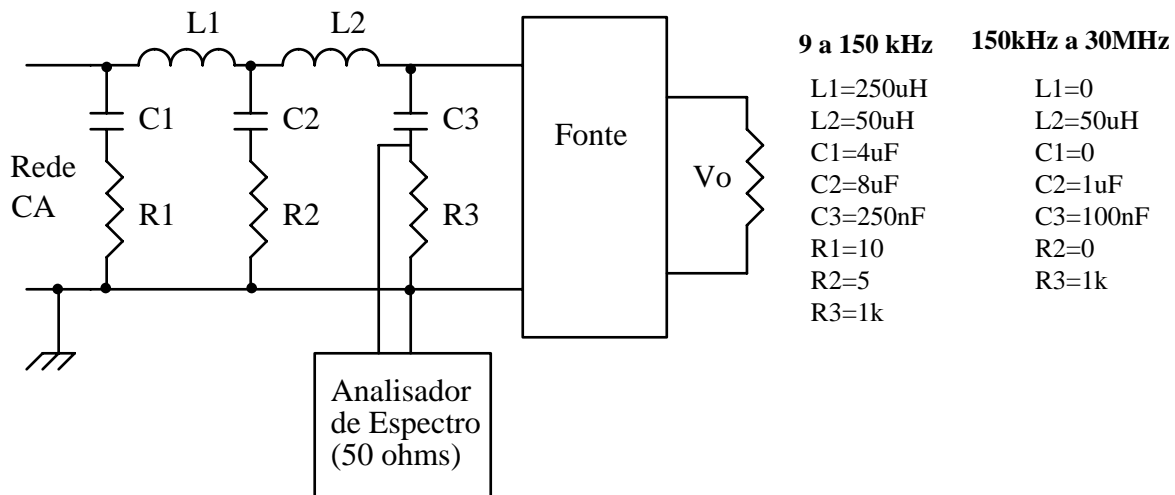 L1
L2
C1
C2
C3
R1
R2
R3
Rede
CA
Fonte
Vo
Analisador
de Espectro
(50 ohms)
9 a 150 kHz
L1=250uH
L2=50uH
C1=4uF
C2=8uF
C3=250nF
R1=10
R2=5
R3=1k
150kHz a 30MHz
L1=0
L2=50uH
C1=0
C2=1uF
C3=100nF
R2=0
R3=1k